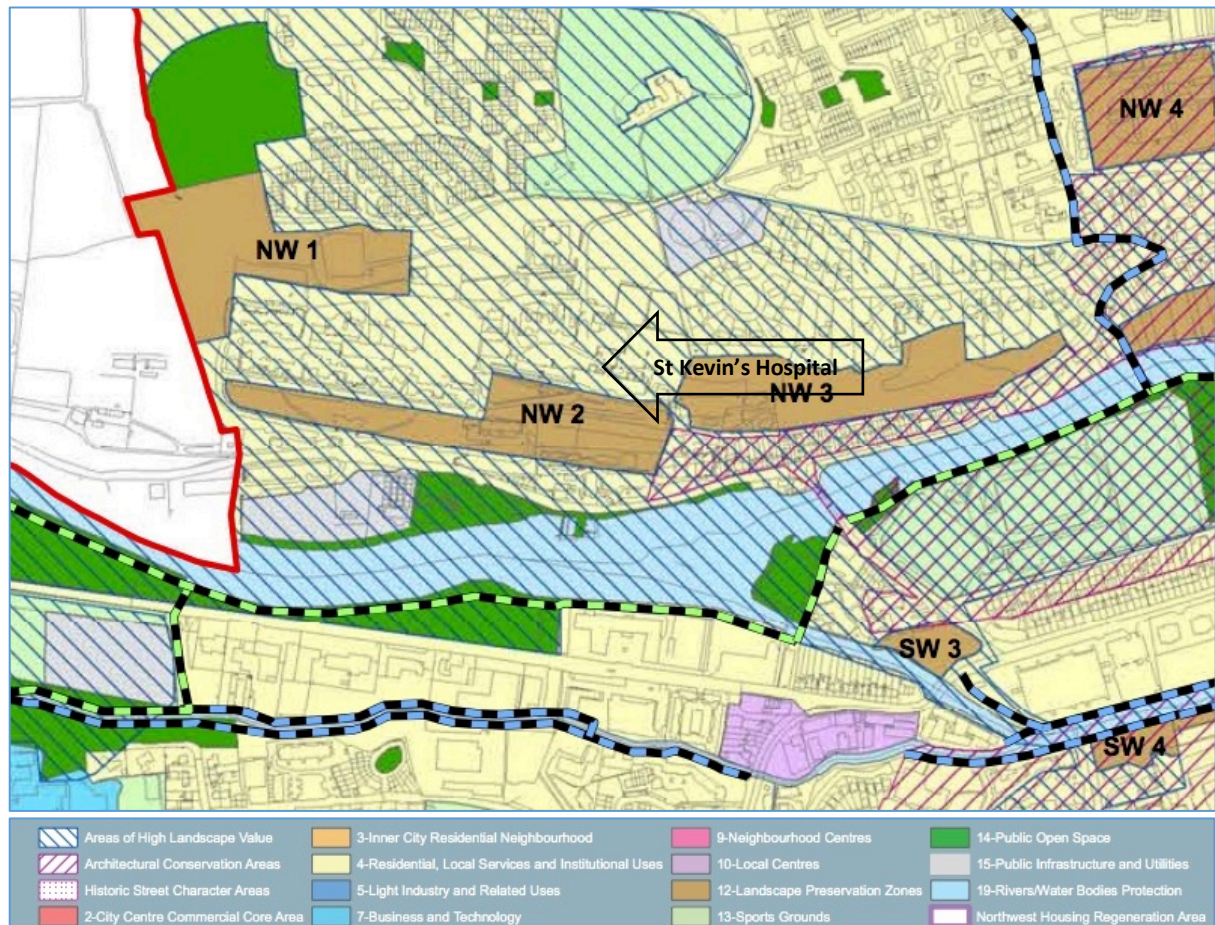 NW 4
NW 1
St Kevin's Hospital
NW 3
NW 2
SW 3
SW 4
Areas of High Landscape Value
Architectural Conservation Areas
Historic Street Character Areas
2-City Centre Commercial Core Area
3-Inner City Residential Neighbourhood
4-Residential, Local Services and Institutional Uses
5-Light Industry and Related Uses
7-Business and Technology
9-Neighbourhood Centres
10-Local Centres
12-Landscape Preservation Zones
13-Sports Grounds
14-Public Open Space
15-Public Infrastructure and Utilities
19-Rivers/Water Bodies Protection
Northwest Housing Regeneration Area